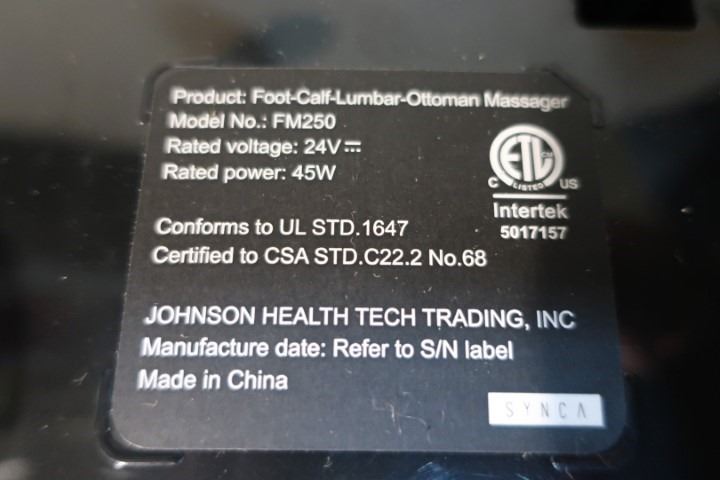 Product: Foot-Calf-Lumbar-Ottoman Massager
Model No.: FM250
Rated voltage: 24V⎓
Rated power: 45W
ETL CM
C LISTED US
Intertek
5017157
Conforms to UL STD.1647
Certified to CSA STD.C22.2 No.68
JOHNSON HEALTH TECH TRADING, INC
Manufacture date: Refer to S/N label
Made in China
SYNCA